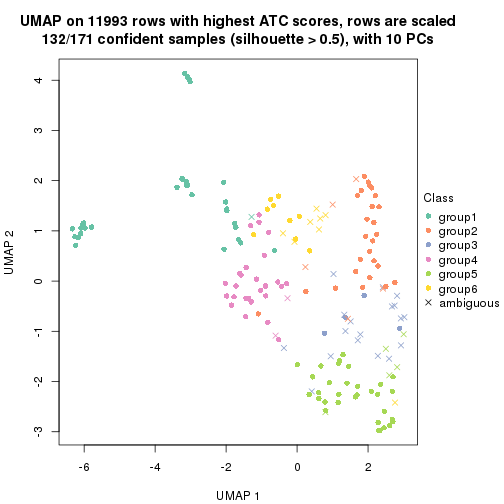 UMAP on 11993 rows with highest ATC scores, rows are scaled
132/171 confident samples (silhouette > 0.5), with 10 PCs
4
3
2
1
0
-1
-2
-3
UMAP 2
-6
-4
-2
0
2
UMAP 1
Class
group1
group2
group3
group4
group5
group6
ambiguous